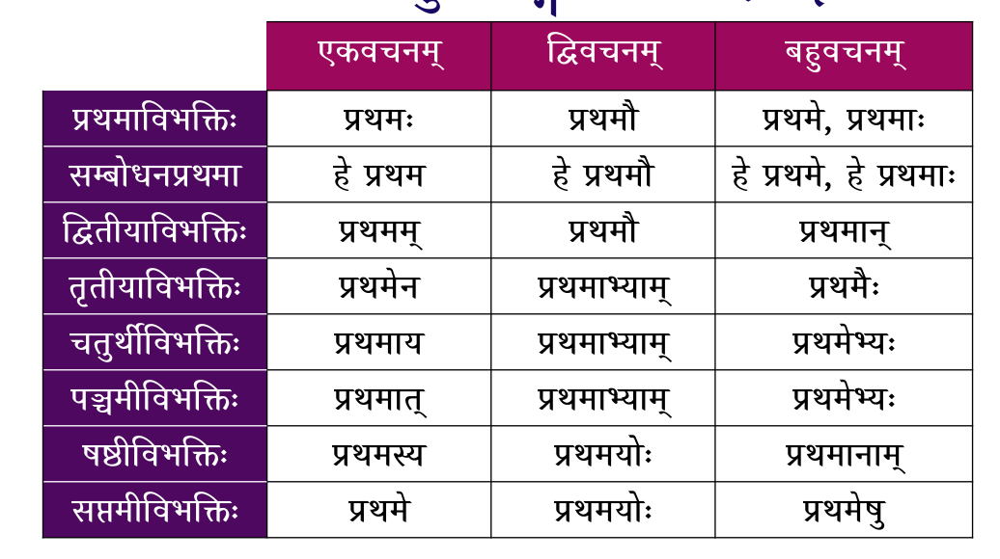 एकवचनम् द्विवचनम् बहुवचनम्
प्रथमाविभक्तिः प्रथमः प्रथमौ प्रथमे, प्रथमाः
सम्बोधनप्रथमा हे प्रथम हे प्रथमौ हे प्रथमे, हे प्रथमाः
द्वितीयाविभक्तिः प्रथमम् प्रथमौ प्रथमान्
तृतीयाविभक्तिः प्रथमेन प्रथमाभ्याम् प्रथमैः
चतुर्थीविभक्तिः प्रथमाय प्रथमाभ्याम् प्रथमेभ्यः
पञ्चमीविभक्तिः प्रथमात् प्रथमाभ्याम् प्रथमेभ्यः
षष्ठीविभक्तिः प्रथमस्य प्रथमयोः प्रथमानाम्
सप्तमीविभक्तिः प्रथमे प्रथमयोः प्रथमेषु